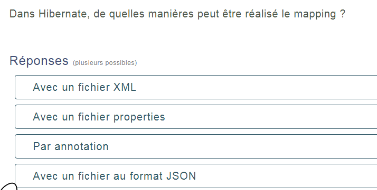 Dans Hibernate, de quelles manières peut être réalisé le mapping ?
Réponses (plusieurs possibles)
Avec un fichier XML
Avec un fichier properties
Par annotation
Avec un fichier au format JSON